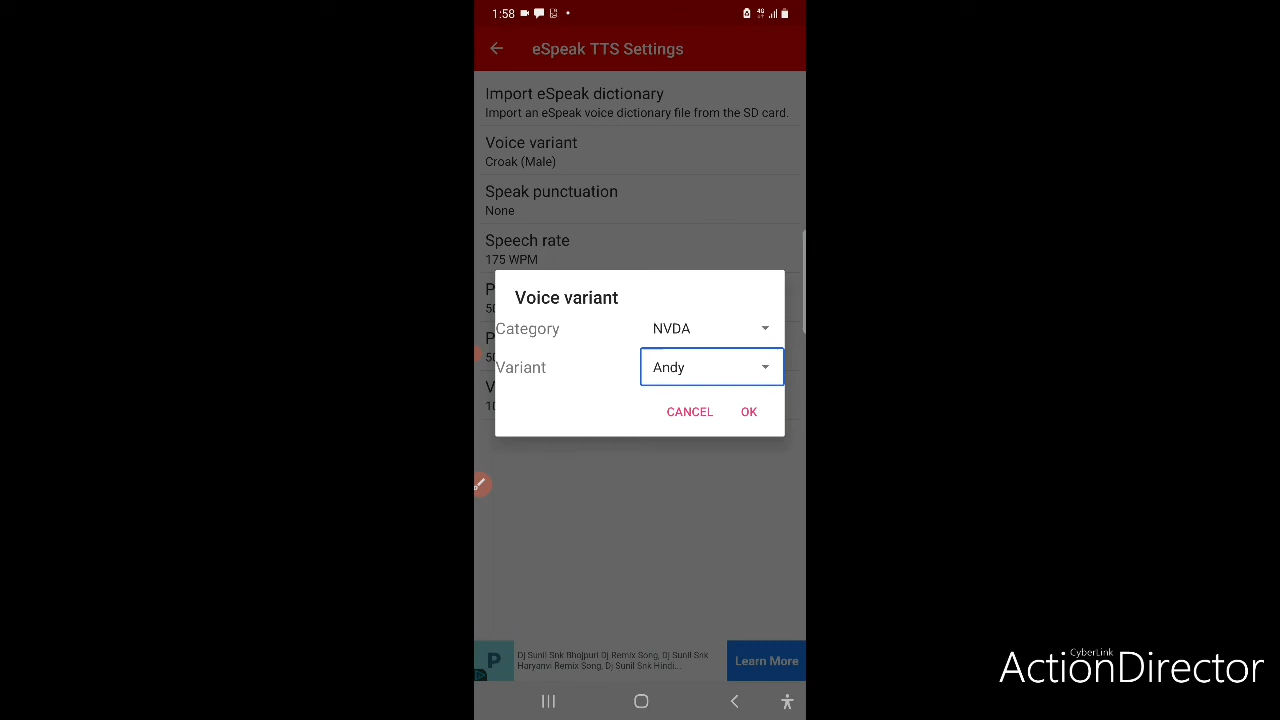 1:58
eSpeak TTS Settings
Import eSpeak dictionary
Import an eSpeak voice dictionary file from the SD card.
Voice variant
Croak (Male)
Speak punctuation
None
Speech rate
175 WPM
Voice variant
Category NVDA
Variant Andy
CANCEL OK
P Dj Sunil Snk Bhojpuri Dj Remix Song, Dj Sunil Snk
Haryanvi Remix Song, Dj Sunil Snk Hindi...
Learn More
CyberLink
ActionDirector